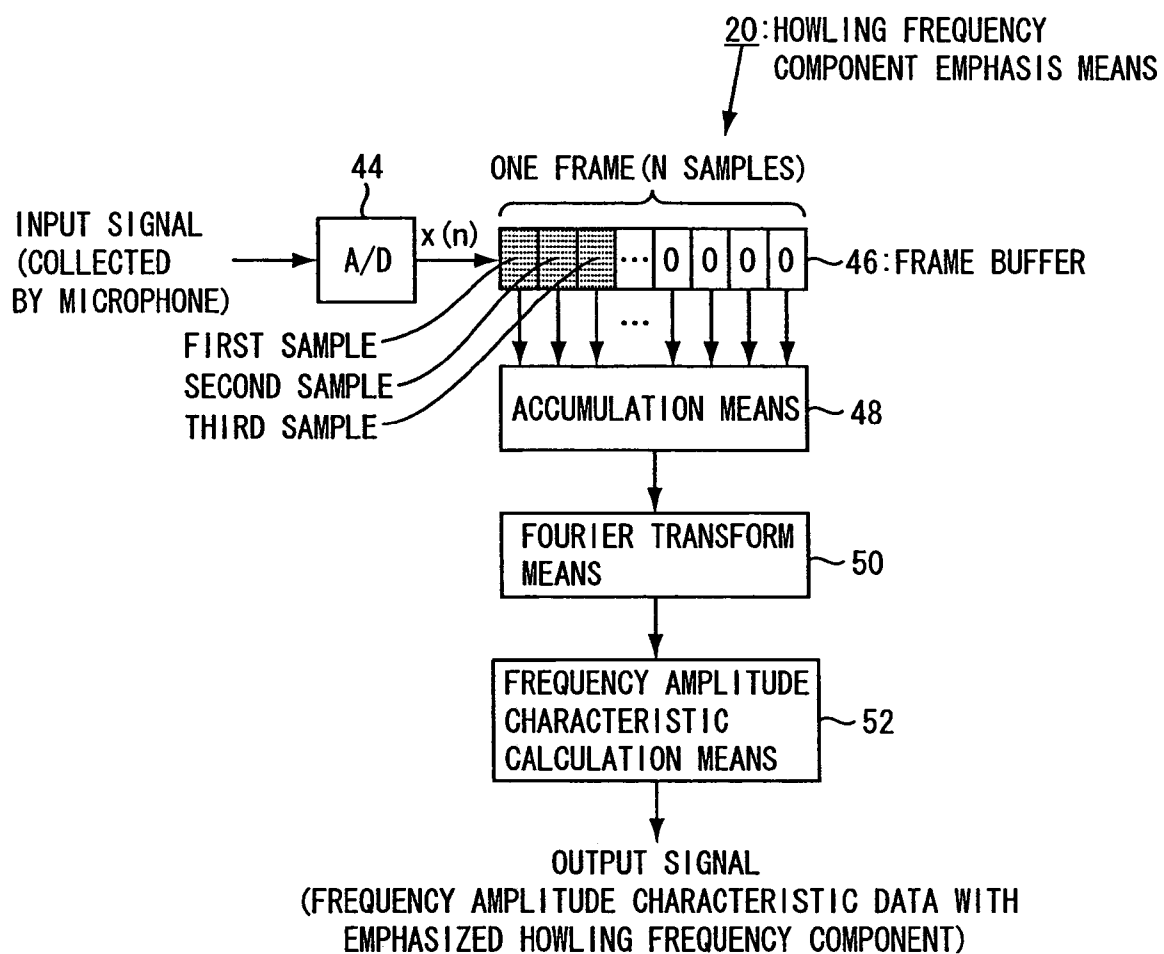 20:HOWLING FREQUENCY
COMPONENT EMPHASIS MEANS
44
ONE FRAME(N SAMPLES)
INPUT SIGNAL
(COLLECTED
BY MICROPHONE)
A/D
x(n)
... 0 0 0 0
46:FRAME BUFFER
...
FIRST SAMPLE
SECOND SAMPLE
THIRD SAMPLE
ACCUMULATION MEANS
48
FOURIER TRANSFORM
MEANS
50
FREQUENCY AMPLITUDE
CHARACTERISTIC
CALCULATION MEANS
52
OUTPUT SIGNAL
(FREQUENCY AMPLITUDE CHARACTERISTIC DATA WITH
EMPHASIZED HOWLING FREQUENCY COMPONENT)